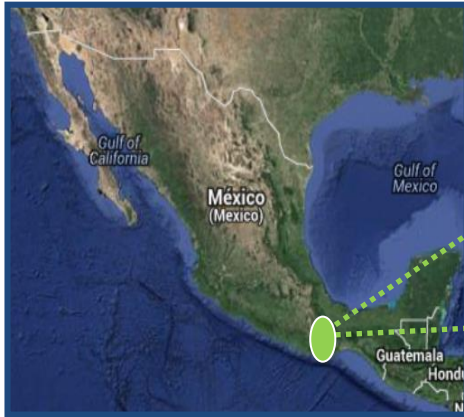 Gulf of
California
México
(Mexico)
Gulf of
Mexico
Guatemala
Hondu
N